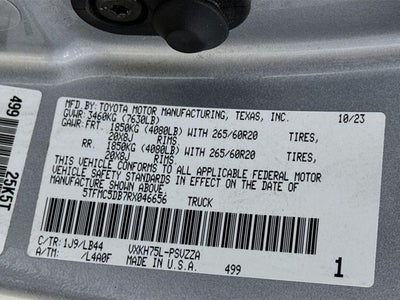 MFD.BY:TOYOTA MOTOR MANUFACTURING, TEXAS, INC. 10/23
GVWR: 3460KG (7630LB)
GAWR:FRT. 1850KG (4080LB) WITH 265/60R20 TIRES,
20X8J RIMS.
RR. 1850KG (4080LB) WITH 265/60R20 TIRES,
20X8J RIMS.
THIS VEHICLE CONFORMS TO ALL APPLICABLE FEDERAL MOTOR
VEHICLE SAFETY STANDARDS IN EFFECT ON THE DATE OF
MANUFACTURE SHOWN ABOVE.
5TFMC5DB7RX046656 TRUCK
C/TR: 1J9/LB44 VXKH75L-PSVZZA
A/TM: /L4A0F MADE IN U.S.A. 499 1
499 25K5T